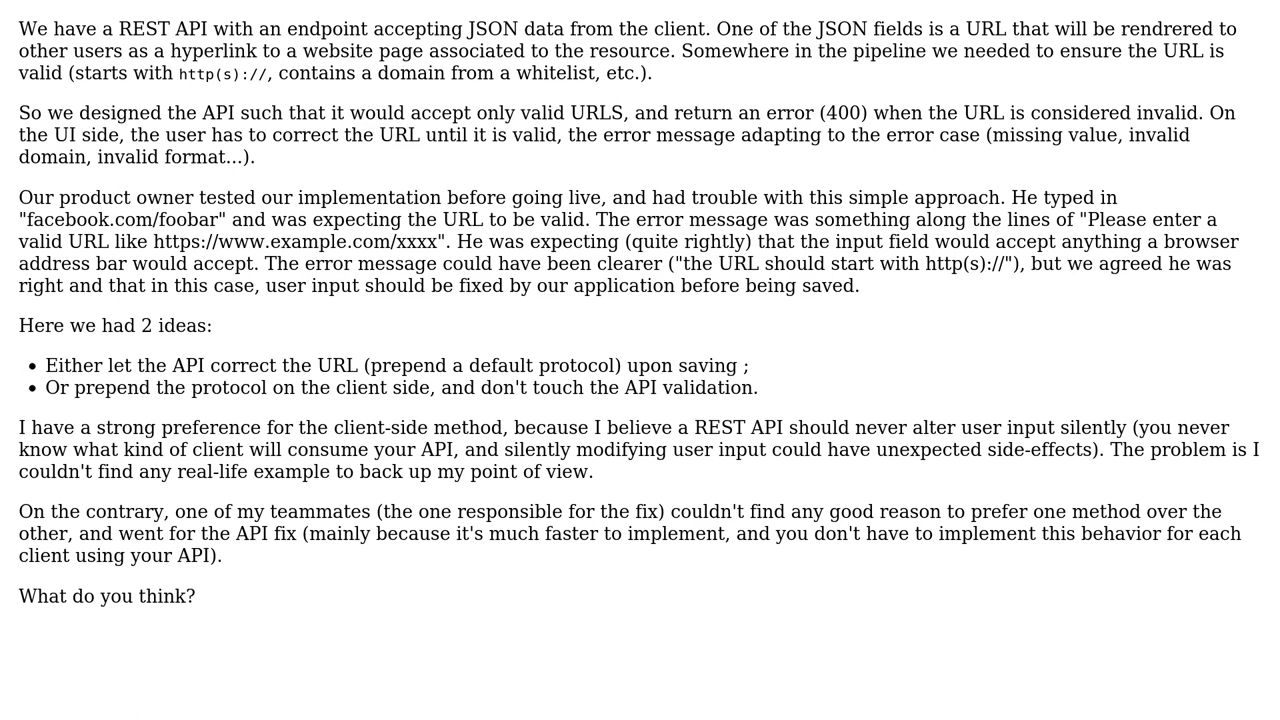 We have a REST API with an endpoint accepting JSON data from the client. One of the JSON fields is a URL that will be rendrered to
other users as a hyperlink to a website page associated to the resource. Somewhere in the pipeline we needed to ensure the URL is
valid (starts with http(s)://, contains a domain from a whitelist, etc.).
So we designed the API such that it would accept only valid URLS, and return an error (400) when the URL is considered invalid. On
the UI side, the user has to correct the URL until it is valid, the error message adapting to the error case (missing value, invalid
domain, invalid format...).
Our product owner tested our implementation before going live, and had trouble with this simple approach. He typed in
"facebook.com/foobar" and was expecting the URL to be valid. The error message was something along the lines of "Please enter a
valid URL like https://www.example.com/xxxx". He was expecting (quite rightly) that the input field would accept anything a browser
address bar would accept. The error message could have been clearer ("the URL should start with http(s)://"), but we agreed he was
right and that in this case, user input should be fixed by our application before being saved.
Here we had 2 ideas:
• Either let the API correct the URL (prepend a default protocol) upon saving ;
• Or prepend the protocol on the client side, and don't touch the API validation.
I have a strong preference for the client-side method, because I believe a REST API should never alter user input silently (you never
know what kind of client will consume your API, and silently modifying user input could have unexpected side-effects). The problem is I
couldn't find any real-life example to back up my point of view.
On the contrary, one of my teammates (the one responsible for the fix) couldn't find any good reason to prefer one method over the
other, and went for the API fix (mainly because it's much faster to implement, and you don't have to implement this behavior for each
client using your API).
What do you think?